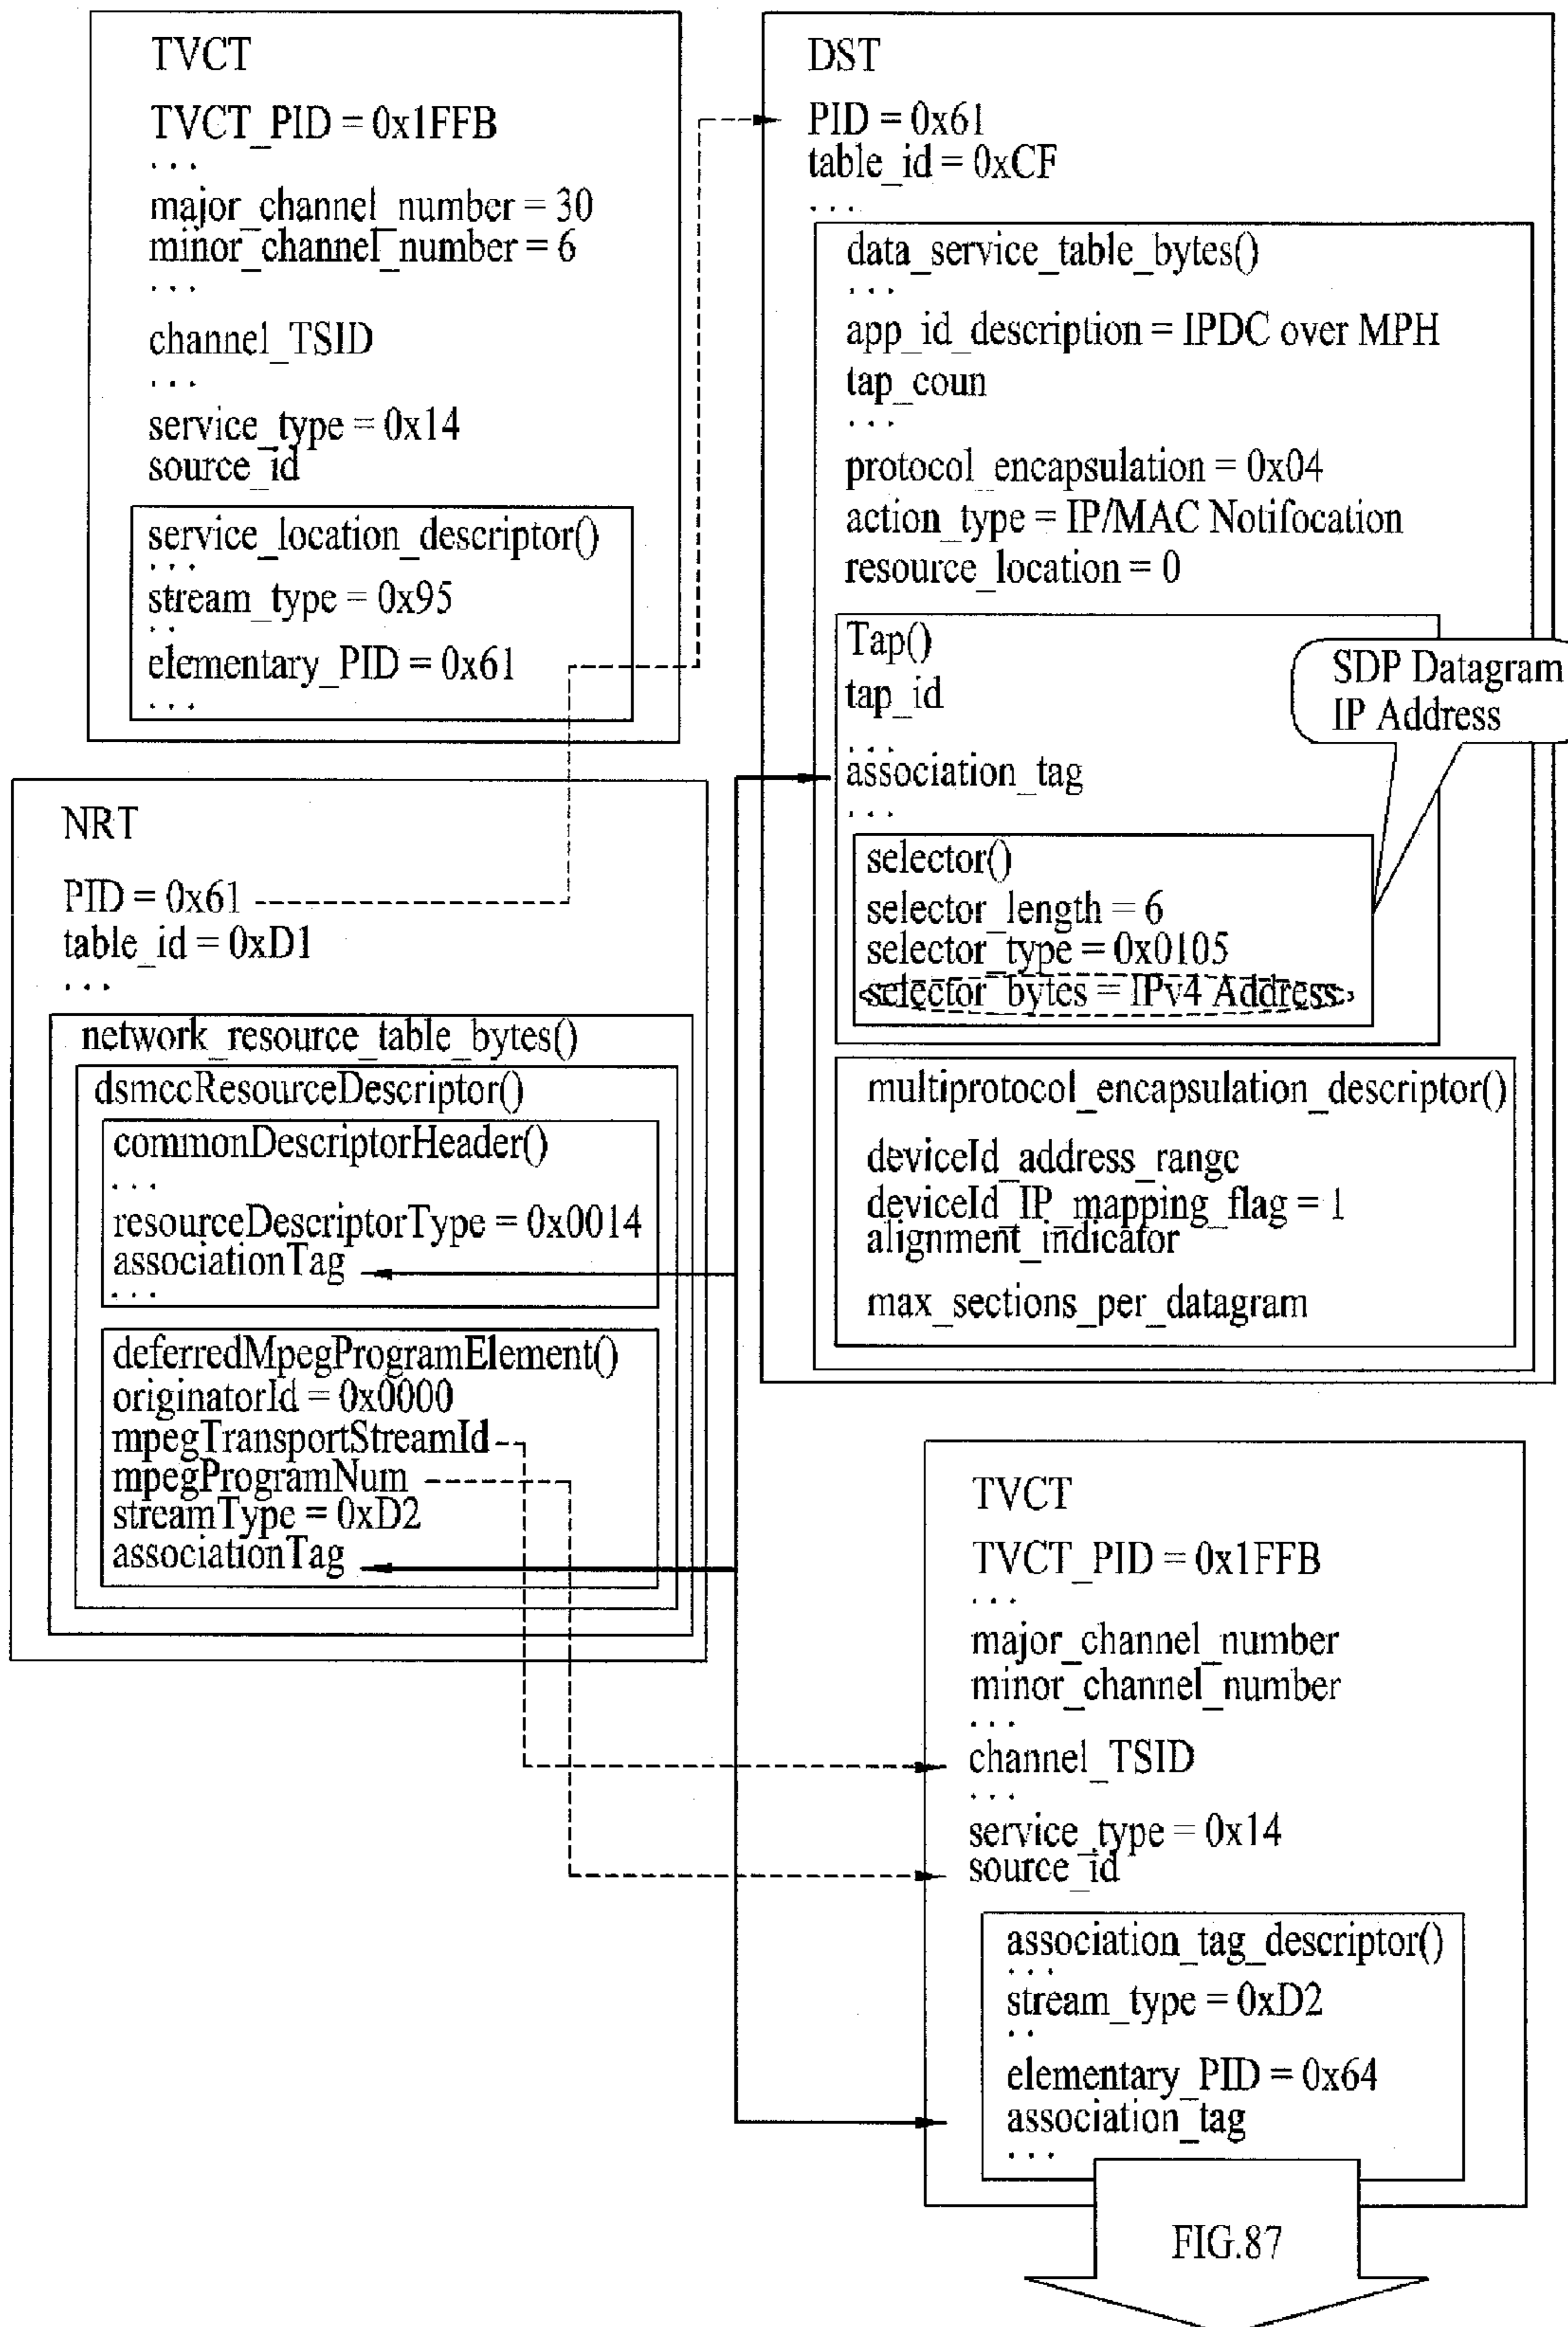 TVCT
TVCT_PID = 0x1FFB
...
major_channel_number = 30
minor_channel_number = 6
...
channel_TSID
...
service_type = 0x14
source_id
service_location_descriptor()
...
stream_type = 0x95
..
elementary_PID = 0x61
...
NRT
PID = 0x61
table_id = 0xD1
...
network_resource_table_bytes()
dsmccResourceDescriptor()
commonDescriptorHeader()
...
resourceDescriptorType = 0x0014
associationTag
...
deferredMpegProgramElement()
originatorId = 0x0000
mpegTransportStreamId
mpegProgramNum
streamType = 0xD2
associationTag
DST
PID = 0x61
table_id = 0xCF
...
data_service_table_bytes()
...
app_id_description = IPDC over MPH
tap_coun
...
protocol_encapsulation = 0x04
action_type = IP/MAC Notifocation
resource_location = 0
Tap()
tap_id
...
association_tag
...
selector()
selector_length = 6
selector_type = 0x0105
selector_bytes = IPv4 Address
SDP Datagram
IP Address
multiprotocol_encapsulation_descriptor()
deviceId_address_range
deviceId_IP_mapping_flag = 1
alignment_indicator
max_sections_per_datagram
TVCT
TVCT_PID = 0x1FFB
...
major_channel_number
minor_channel_number
...
channel_TSID
...
service_type = 0x14
source_id
association_tag_descriptor()
...
stream_type = 0xD2
..
elementary_PID = 0x64
association_tag
...
FIG.87